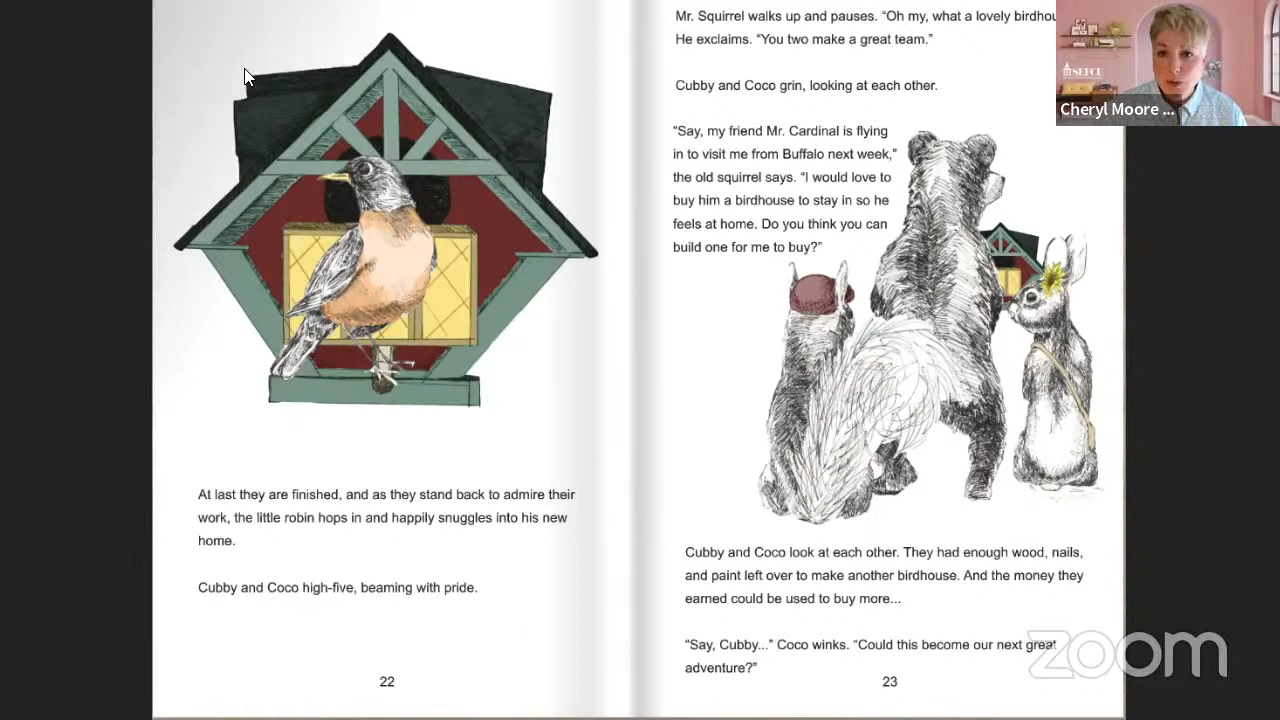 At last they are finished, and as they stand back to admire their
work, the little robin hops in and happily snuggles into his new
home.
Cubby and Coco high-five, beaming with pride.
22
Mr. Squirrel walks up and pauses. “Oh my, what a lovely birdhou
He exclaims. “You two make a great team.”
Cubby and Coco grin, looking at each other.
“Say, my friend Mr. Cardinal is flying
in to visit me from Buffalo next week,”
the old squirrel says. “I would love to
buy him a birdhouse to stay in so he
feels at home. Do you think you can
build one for me to buy?”
Cubby and Coco look at each other. They had enough wood, nails,
and paint left over to make another birdhouse. And the money they
earned could be used to buy more...
“Say, Cubby...” Coco winks. “Could this become our next great
adventure?”
23
SEFCU
Cheryl Moore ...
zoom